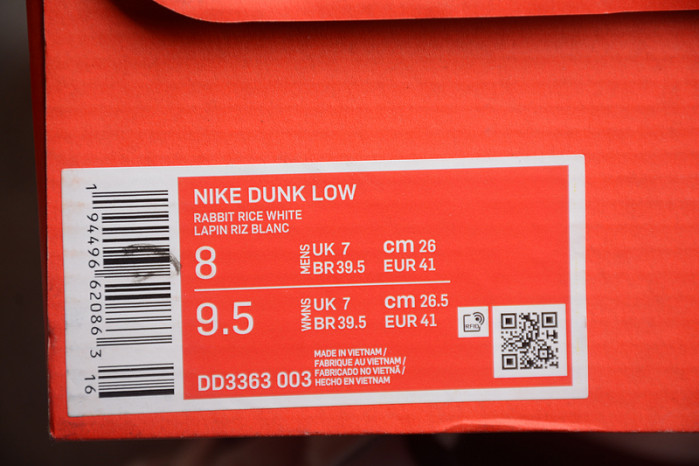 NIKE DUNK LOW
RABBIT RICE WHITE
LAPIN RIZ BLANC
8 MENS UK 7 cm 26
BR 39.5 EUR 41
9.5 WMNS UK 7 cm 26.5
BR 39.5 EUR 41
RFID
MADE IN VIETNAM /
FABRIQUE AU VIETNAM /
FABRICADO NO VIETNÃ /
HECHO EN VIETNAM
DD3363 003
1 94496 62086 3 16